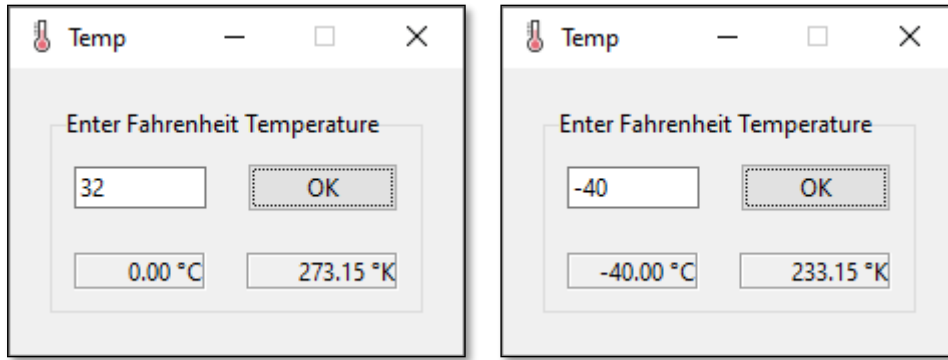 Temp
Enter Fahrenheit Temperature
32
OK
0.00 °C
273.15 °K
Temp
Enter Fahrenheit Temperature
-40
OK
-40.00 °C
233.15 °K